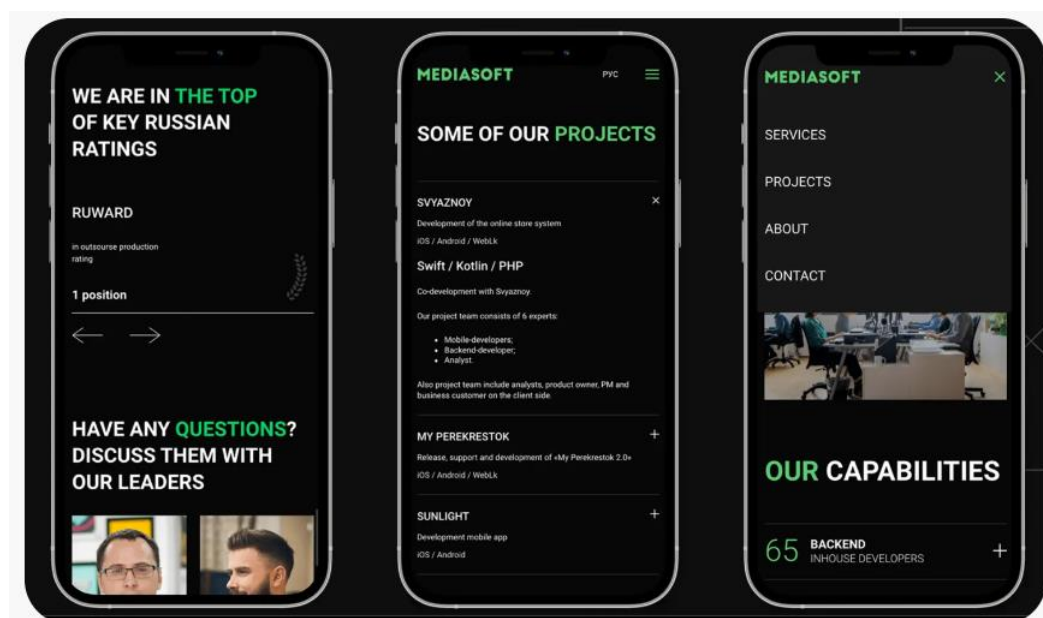 WE ARE IN THE TOP
OF KEY RUSSIAN
RATINGS
RUWARD
in outsourse production
rating
1 position
HAVE ANY QUESTIONS?
DISCUSS THEM WITH
OUR LEADERS
MEDIASOFT
РУС
SOME OF OUR PROJECTS
SVYAZNOY
Development of the online store system
iOS / Android / WebLk
Swift / Kotlin / PHP
Co-development with Svyaznoy.
Our project team consists of 6 experts:
• Mobile-developers;
• Backend-developer;
• Analyst.
Also project team include analysts, product owner, PM and
business customer on the client side.
MY PEREKRESTOK
Release, support and development of «My Perekrestok 2.0»
iOS / Android / WebLk
SUNLIGHT
Development mobile app
iOS / Android
MEDIASOFT
SERVICES
PROJECTS
ABOUT
CONTACT
OUR CAPABILITIES
65 BACKEND
INHOUSE DEVELOPERS